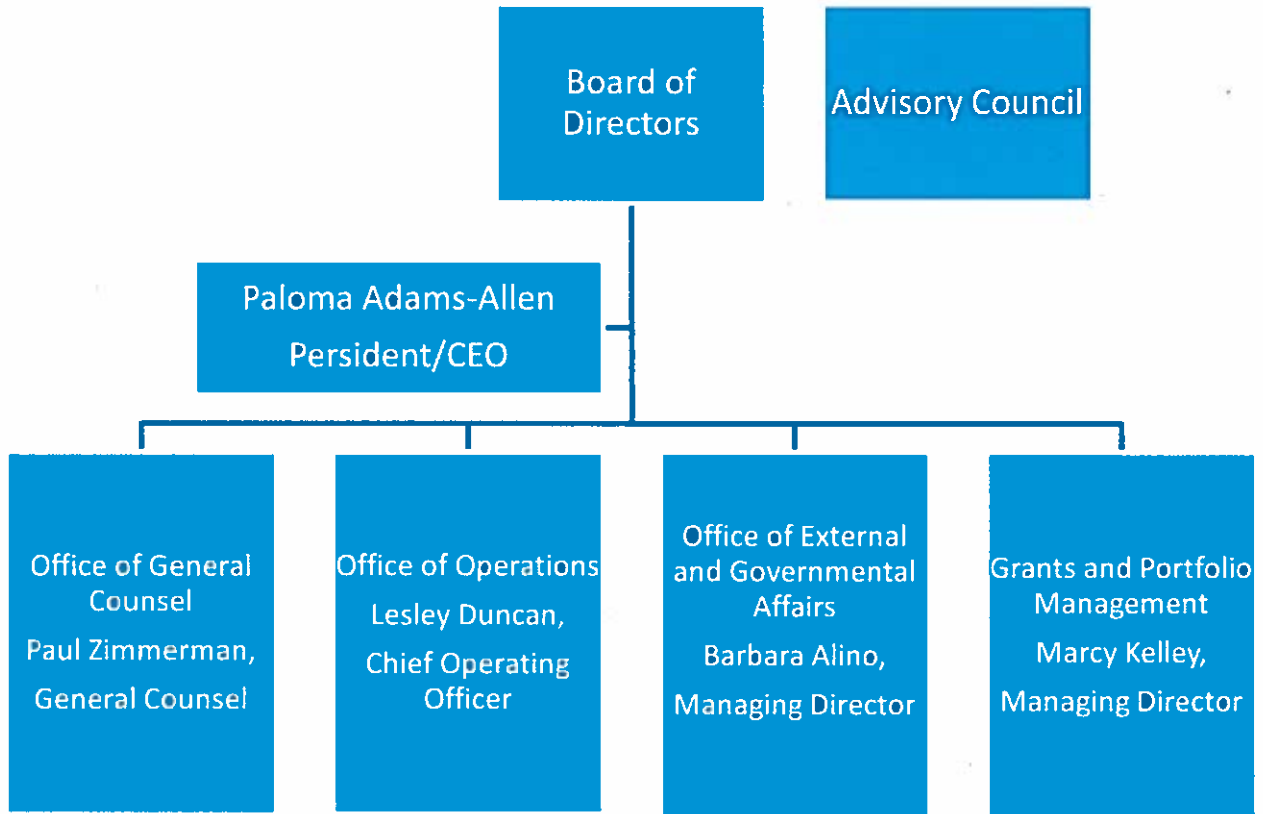 Board of
Directors
Advisory Council
Paloma Adams-Allen
Persident/CEO
Office of General
Counsel
Paul Zimmerman,
General Counsel
Office of Operations
Lesley Duncan,
Chief Operating
Officer
Office of External
and Governmental
Affairs
Barbara Alino,
Managing Director
Grants and Portfolio
Management
Marcy Kelley,
Managing Director